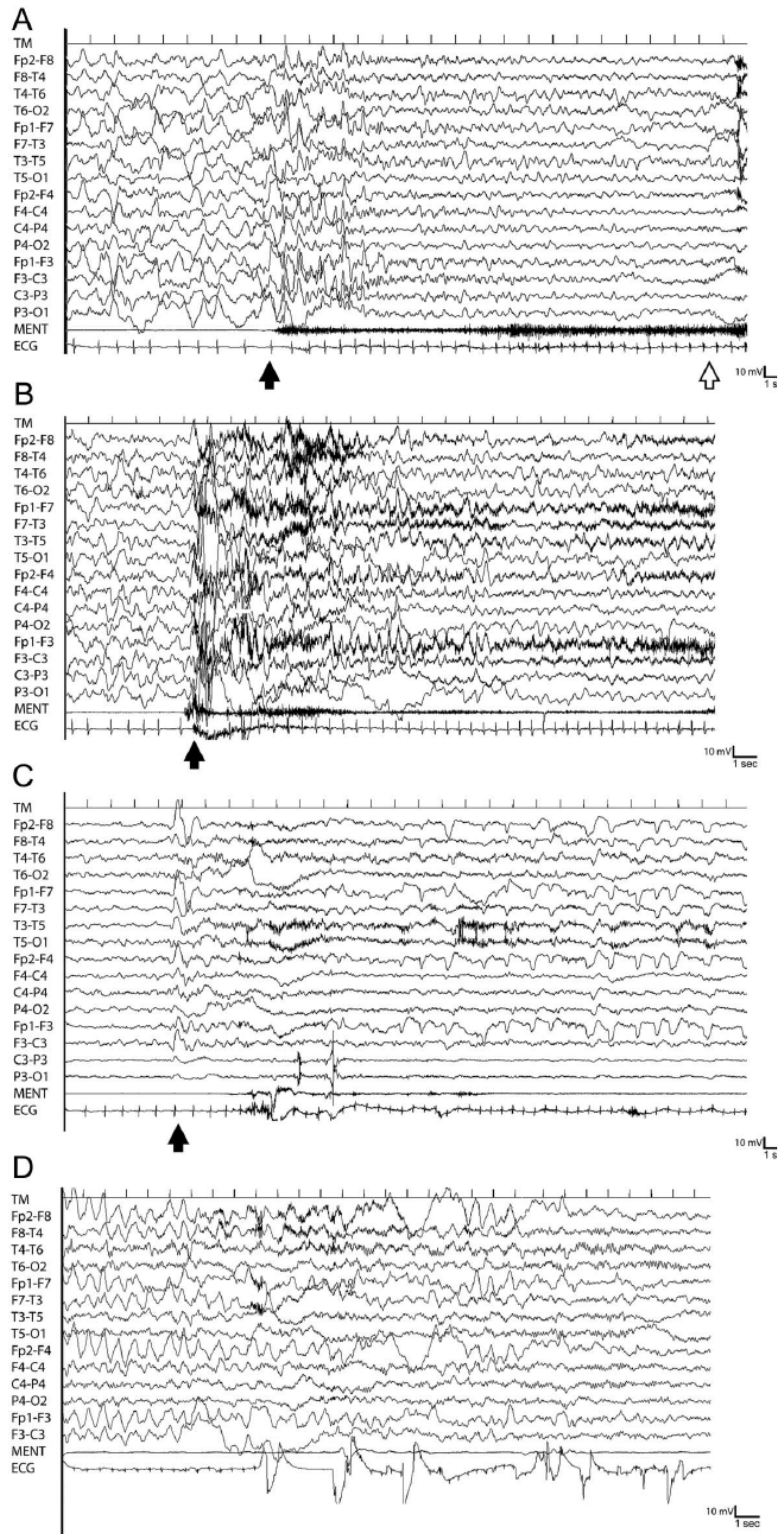 A
TM
Fp2-F8
F8-T4
T4-T6
T6-O2
Fp1-F7
F7-T3
T3-T5
T5-O1
Fp2-F4
F4-C4
C4-P4
P4-O2
Fp1-F3
F3-C3
C3-P3
P3-O1
MENT
ECG
10 mV
1 s
B
TM
Fp2-F8
F8-T4
T4-T6
T6-O2
Fp1-F7
F7-T3
T3-T5
T5-O1
Fp2-F4
F4-C4
C4-P4
P4-O2
Fp1-F3
F3-C3
C3-P3
P3-O1
MENT
ECG
10 mV
1 sec
C
TM
Fp2-F8
F8-T4
T4-T6
T6-O2
Fp1-F7
F7-T3
T3-T5
T5-O1
Fp2-F4
F4-C4
C4-P4
P4-O2
Fp1-F3
F3-C3
C3-P3
P3-O1
MENT
ECG
10 mV
1 s
D
TM
Fp2-F8
F8-T4
T4-T6
T6-O2
Fp1-F7
F7-T3
T3-T5
T5-O1
Fp2-F4
F4-C4
C4-P4
P4-O2
Fp1-F3
F3-C3
MENT
ECG
10 mV
1 sec